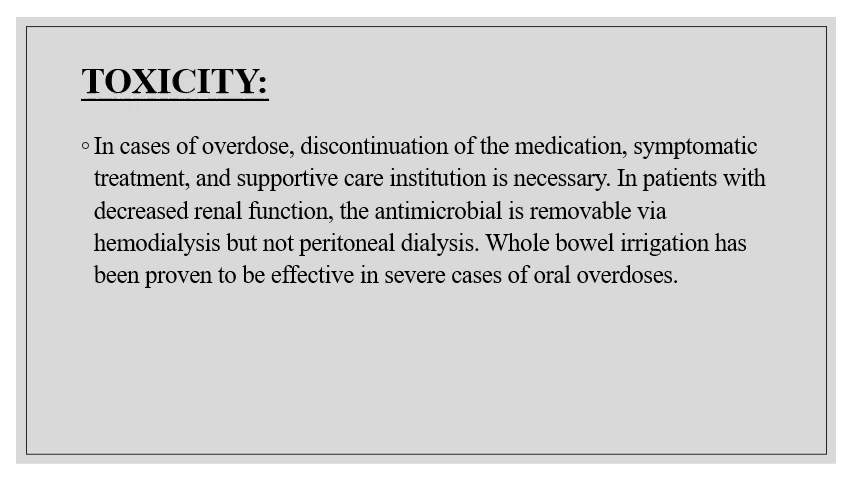 TOXICITY:
◦ In cases of overdose, discontinuation of the medication, symptomatic
treatment, and supportive care institution is necessary. In patients with
decreased renal function, the antimicrobial is removable via
hemodialysis but not peritoneal dialysis. Whole bowel irrigation has
been proven to be effective in severe cases of oral overdoses.